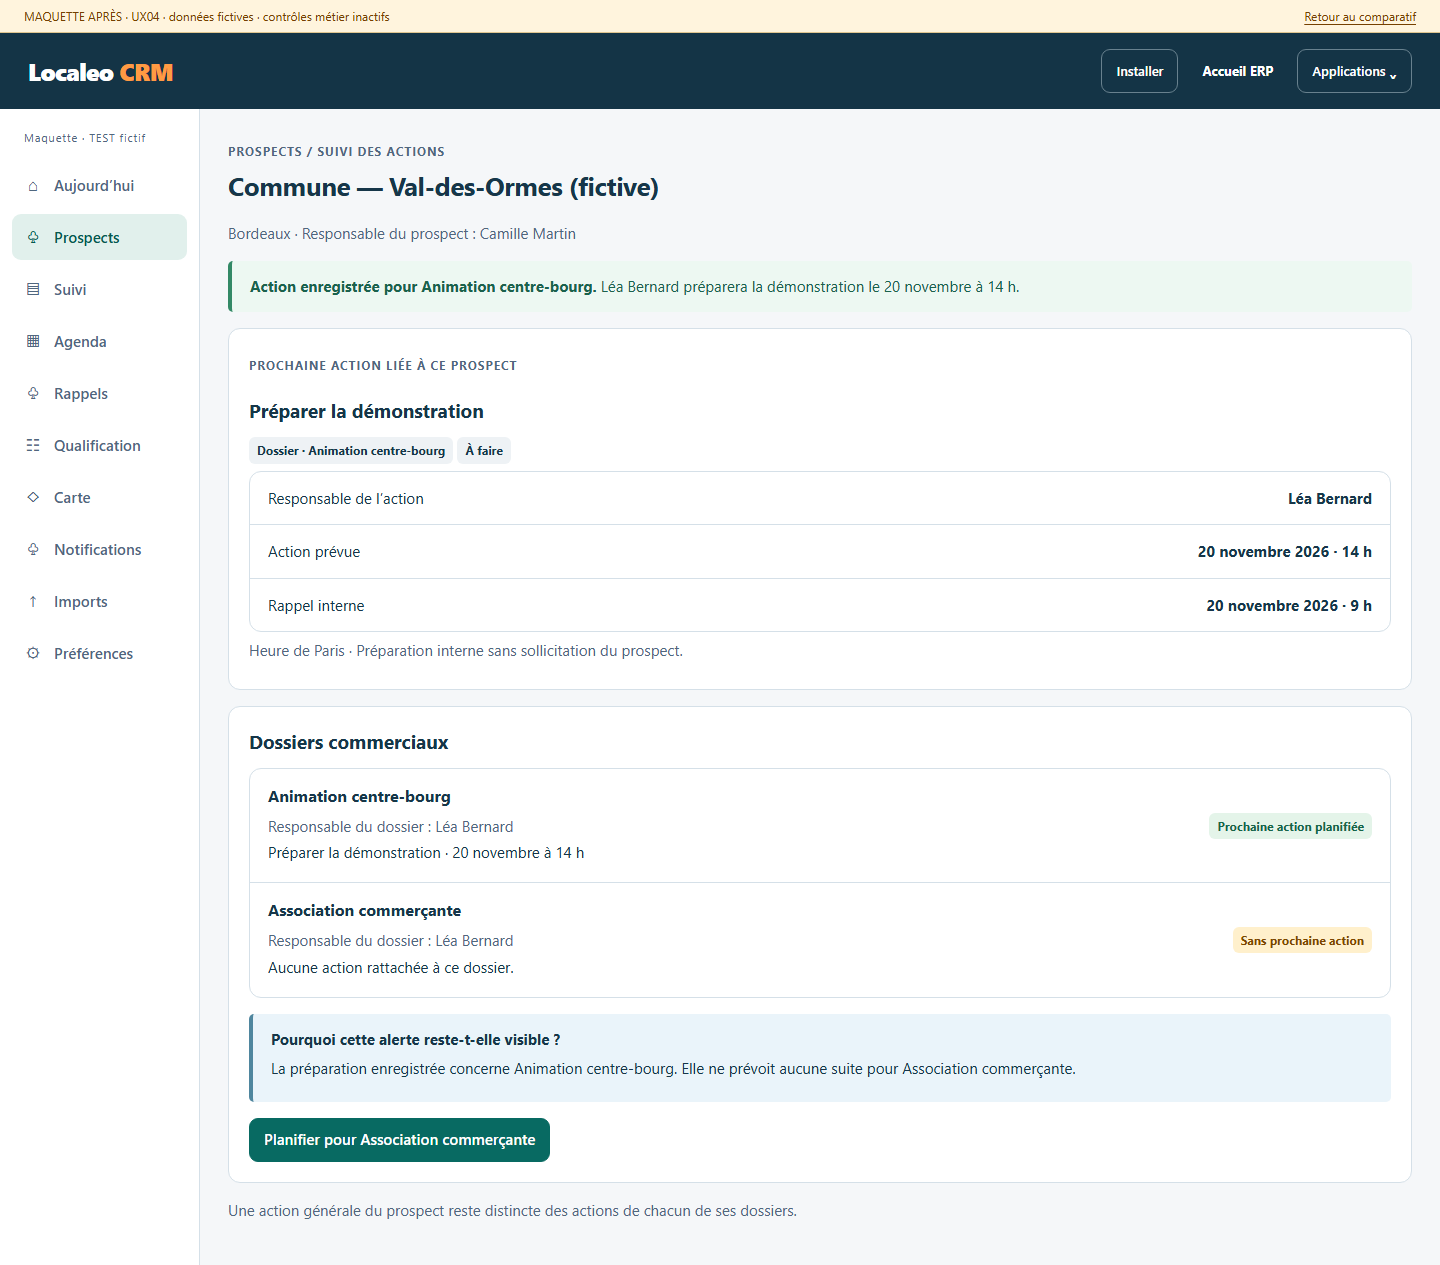 MAQUETTE APRÈS · UX04 · données fictives · contrôles métier inactifs
Retour au comparatif
Localeo CRM
Installer
Accueil ERP
Applications
Maquette · TEST fictif
Aujourd’hui
Prospects
Suivi
Agenda
Rappels
Qualification
Carte
Notifications
Imports
Préférences
PROSPECTS / SUIVI DES ACTIONS
Commune — Val-des-Ormes (fictive)
Bordeaux · Responsable du prospect : Camille Martin
Action enregistrée pour Animation centre-bourg. Léa Bernard préparera la démonstration le 20 novembre à 14 h.
PROCHAINE ACTION LIÉE À CE PROSPECT
Préparer la démonstration
Dossier · Animation centre-bourg
À faire
Responsable de l’action
Léa Bernard
Action prévue
20 novembre 2026 · 14 h
Rappel interne
20 novembre 2026 · 9 h
Heure de Paris · Préparation interne sans sollicitation du prospect.
Dossiers commerciaux
Animation centre-bourg
Responsable du dossier : Léa Bernard
Préparer la démonstration · 20 novembre à 14 h
Prochaine action planifiée
Association commerçante
Responsable du dossier : Léa Bernard
Aucune action rattachée à ce dossier.
Sans prochaine action
Pourquoi cette alerte reste-t-elle visible ?
La préparation enregistrée concerne Animation centre-bourg. Elle ne prévoit aucune suite pour Association commerçante.
Planifier pour Association commerçante
Une action générale du prospect reste distincte des actions de chacun de ses dossiers.